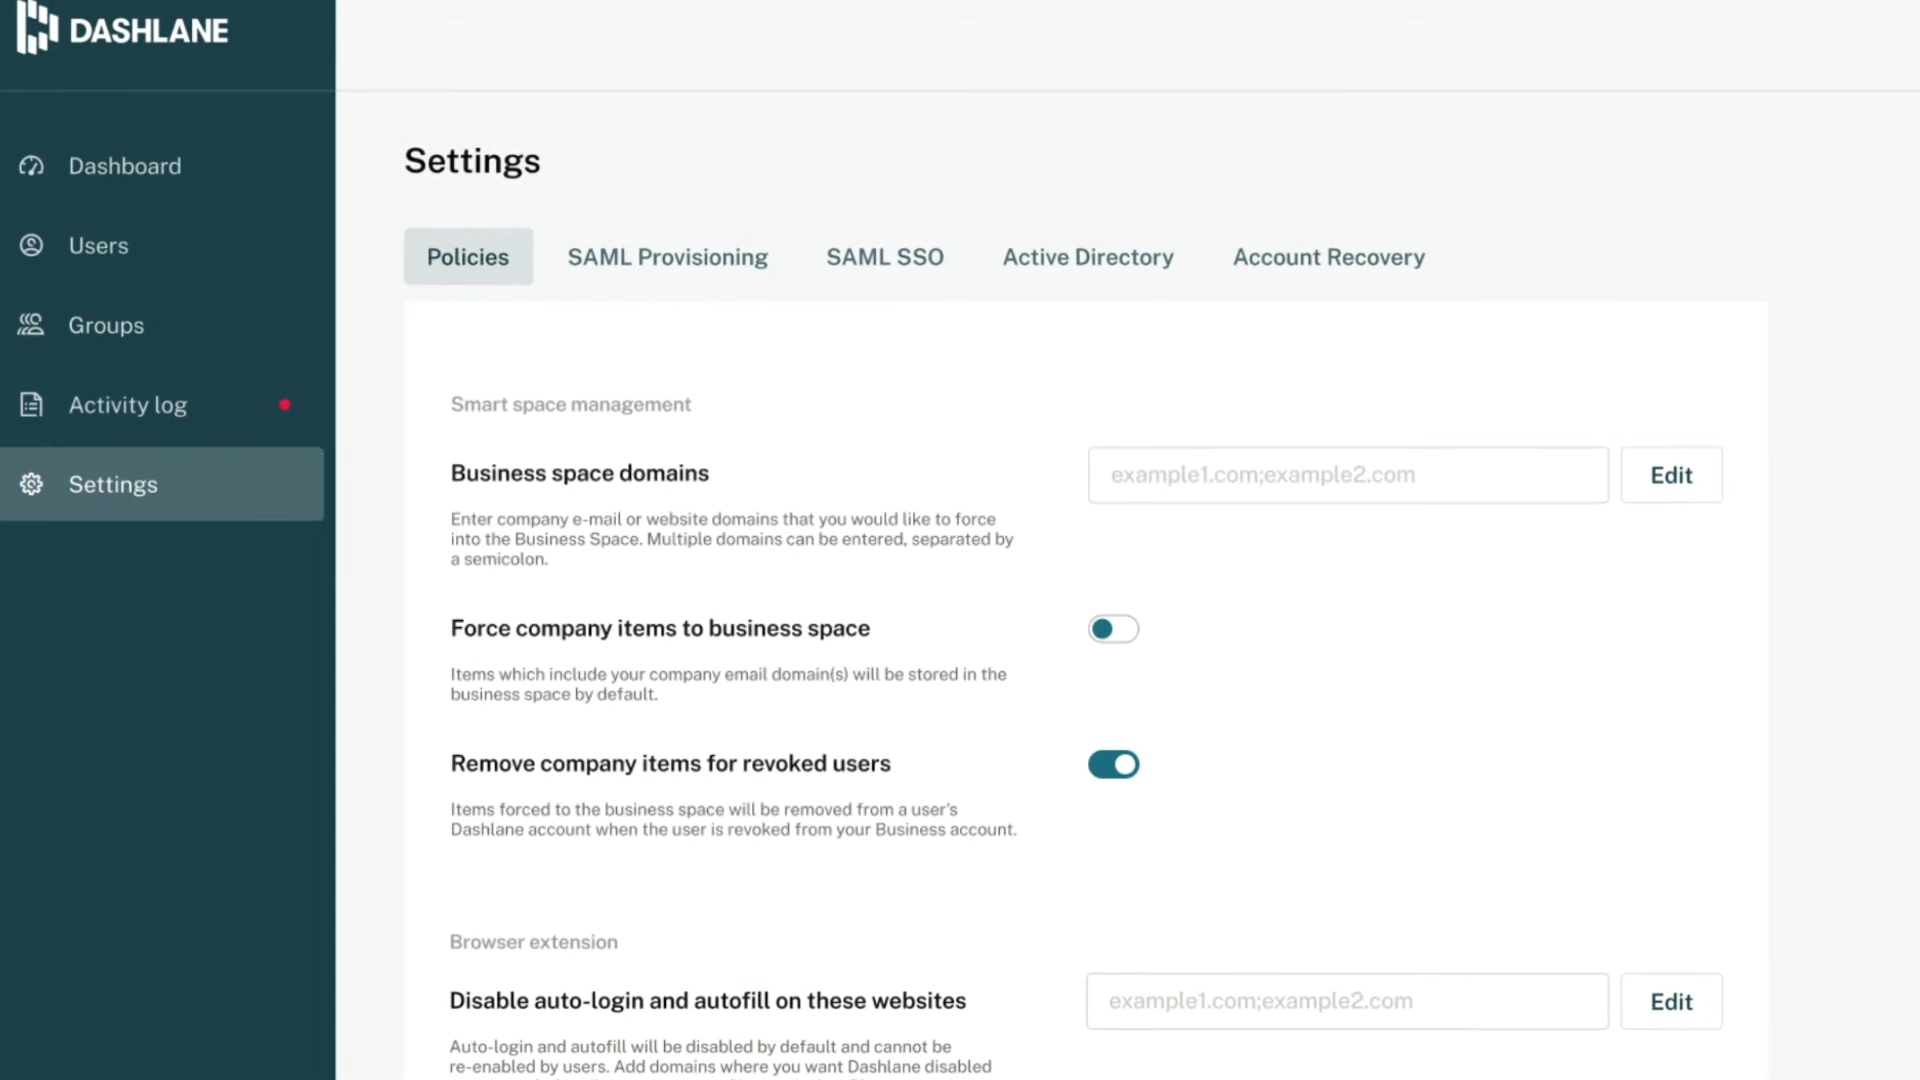 DASHLANE
Dashboard
Users
Groups
Activity log
Settings
Settings
Policies
SAML Provisioning
SAML SSO
Active Directory
Account Recovery
Smart space management
Business space domains
example1.com;example2.com
Edit
Enter company e-mail or website domains that you would like to force
into the Business Space. Multiple domains can be entered, separated by
a semicolon.
Force company items to business space
Items which include your company email domain(s) will be stored in the
business space by default.
Remove company items for revoked users
Items forced to the business space will be removed from a user's
Dashlane account when the user is revoked from your Business account.
Browser extension
Disable auto-login and autofill on these websites
example1.com;example2.com
Edit
Auto-login and autofill will be disabled by default and cannot be
re-enabled by users. Add domains where you want Dashlane disabled